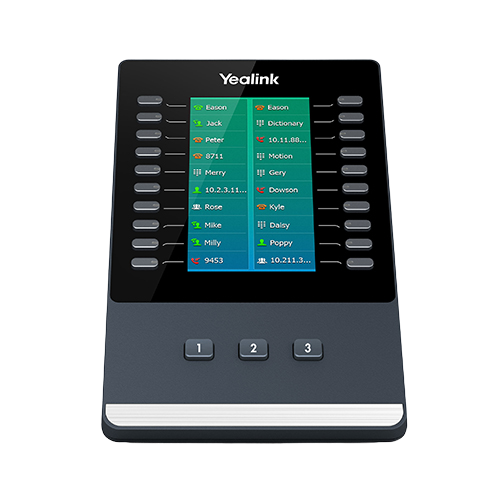 Yealink
Eason Eason
Jack Dictionary
Peter 10.11.88...
8711 Motion
Merry Gery
10.2.3.11... Dowson
Rose Kyle
Mike Daisy
Milly Poppy
9453 10.211.3...
1 2 3